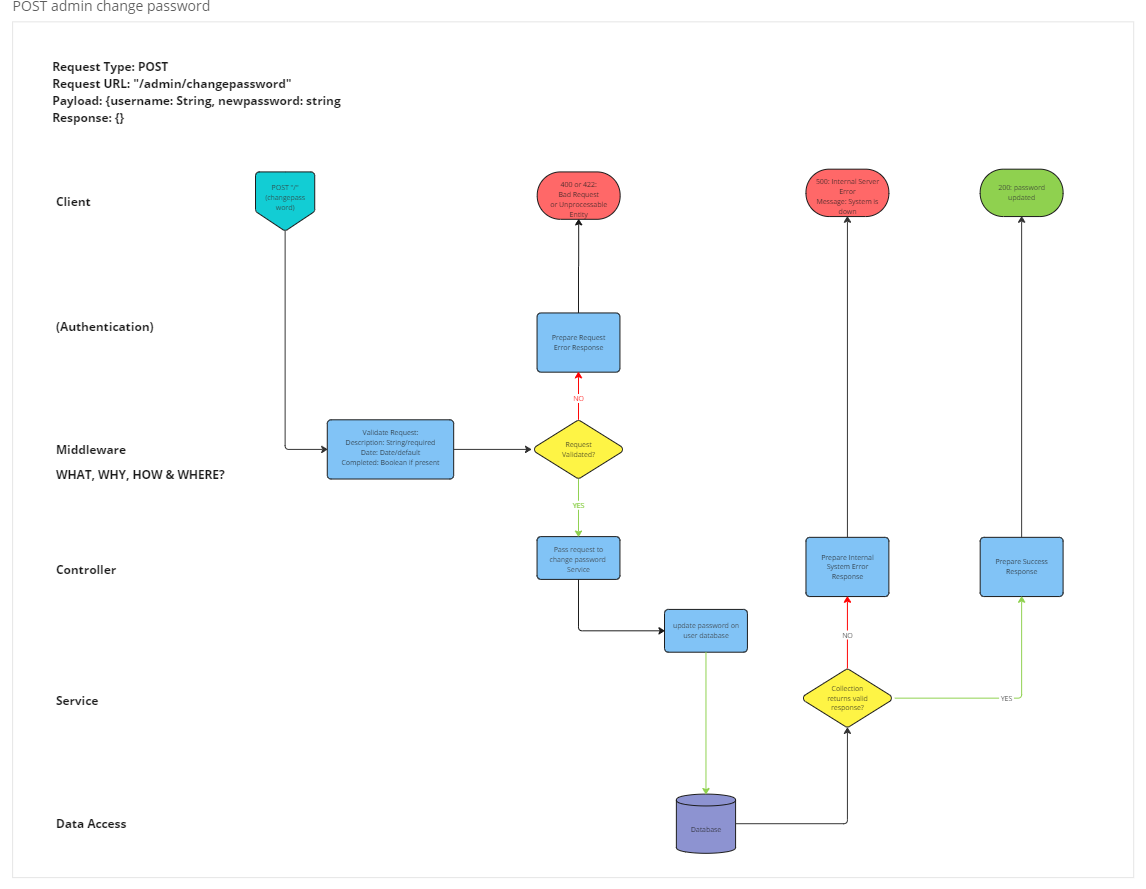 POST admin change password
Request Type: POST
Request URL: "/admin/changepassword"
Payload: {username: String, newpassword: string
Response: {}
Client
POST "/"
(changepass
word)
400 or 422:
Bad Request
or Unprocessable
Entity
500: Internal Server
Error
Message: System is
down
200: password
updated
(Authentication)
Prepare Request
Error Response
NO
Middleware
WHAT, WHY, HOW & WHERE?
Validate Request:
Description: String/required
Date: Date/default
Completed: Boolean if present
Request
Validated?
YES
Controller
Pass request to
change password
Service
Prepare Internal
System Error
Response
Prepare Success
Response
update password on
user database
NO
Service
Collection
returns valid
response?
YES
Data Access
Database